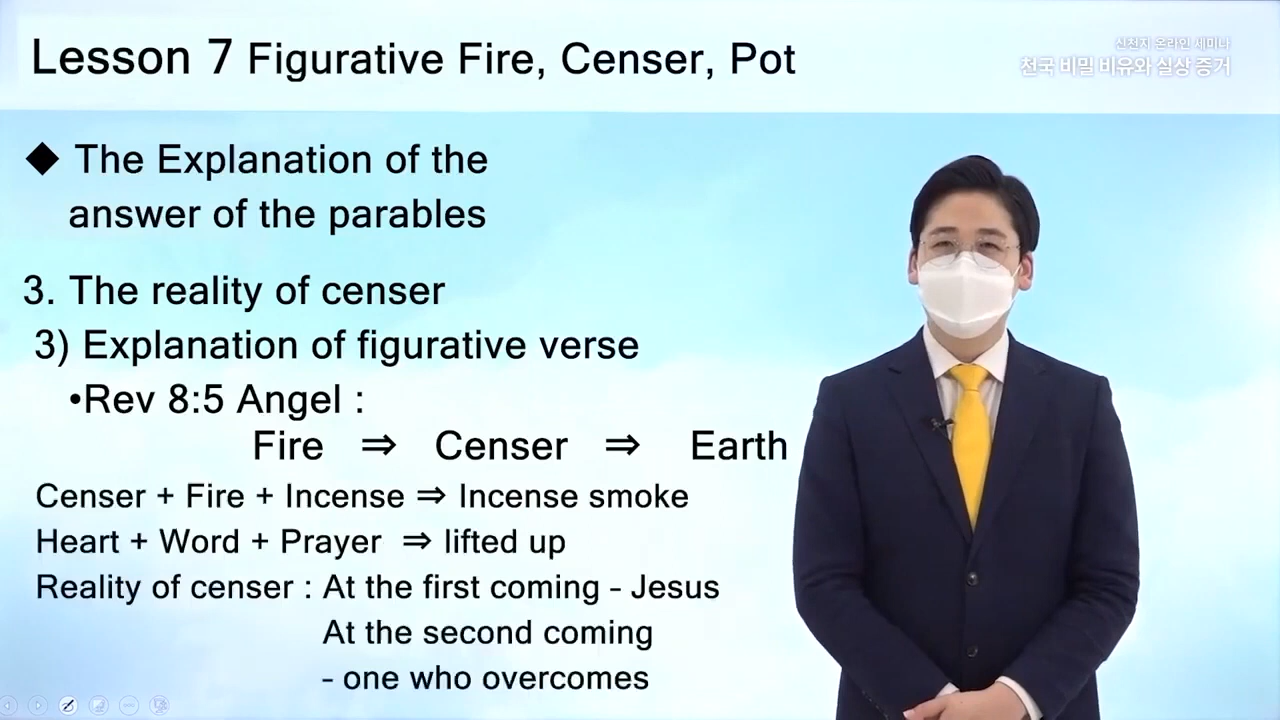 Lesson 7 Figurative Fire, Censer, Pot
신천지 온라인 세미나
천국 비밀 비유와 실상 증거
◆ The Explanation of the
answer of the parables
3. The reality of censer
3) Explanation of figurative verse
•Rev 8:5 Angel :
Fire ⇒ Censer ⇒ Earth
Censer + Fire + Incense ⇒ Incense smoke
Heart + Word + Prayer ⇒ lifted up
Reality of censer : At the first coming – Jesus
At the second coming
– one who overcomes